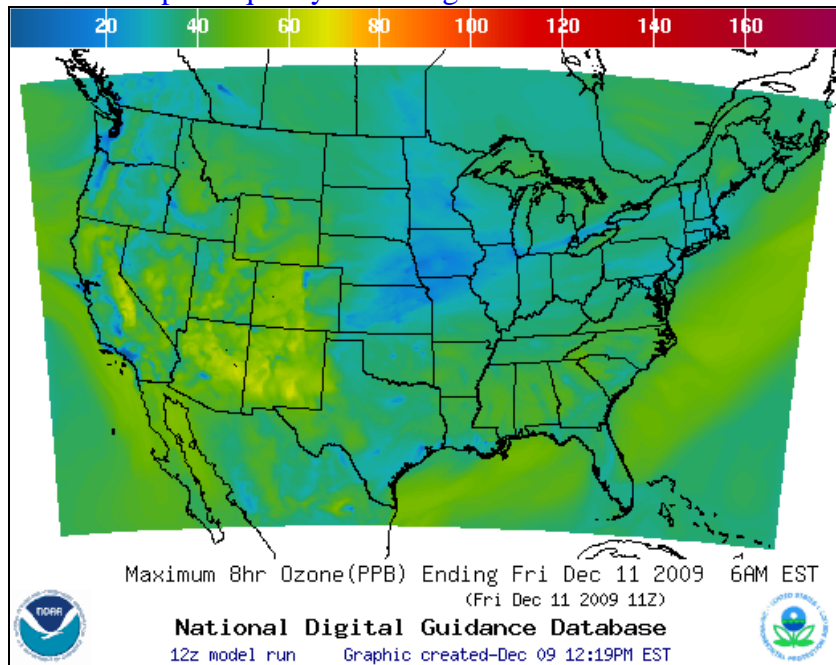 20 40 60 80 100 120 140 160
Maximum 8hr Ozone(PPB) Ending Fri Dec 11 2009 6AM EST
(Fri Dec 11 2009 11Z)
NOAA
National Digital Guidance Database
12z model run Graphic created-Dec 09 12:19PM EST